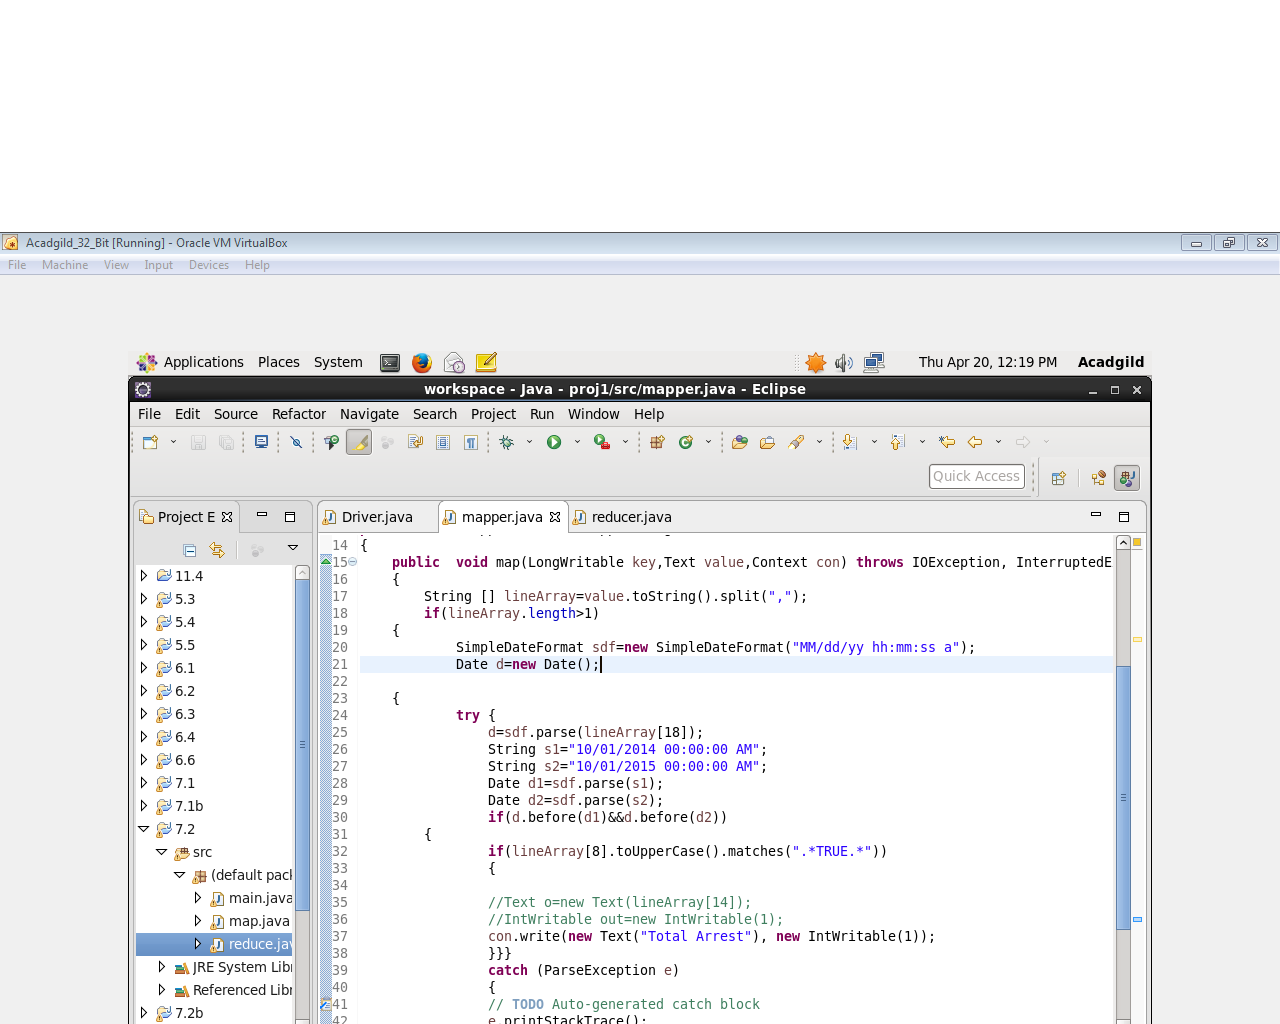 Acadgild_32_Bit [Running] - Oracle VM VirtualBox
File Machine View Input Devices Help
Applications Places System Thu Apr 20, 12:19 PM Acadgild
workspace - Java - proj1/src/mapper.java - Eclipse
File Edit Source Refactor Navigate Search Project Run Window Help
Quick Access
Project E Driver.java mapper.java reducer.java
11.4
5.3
5.4
5.5
6.1
6.2
6.3
6.4
6.6
7.1
7.1b
7.2
src
(default pack
main.java
map.java
reduce.jav
JRE System Libr
Referenced Libr
7.2b
14 {
15 public  void map(LongWritable key,Text value,Context con) throws IOException, InterruptedE
16 {
17 String [] lineArray=value.toString().split(",");
18 if(lineArray.length>1)
19 {
20 SimpleDateFormat sdf=new SimpleDateFormat("MM/dd/yy hh:mm:ss a");
21 Date d=new Date();
22
23 {
24 try {
25 d=sdf.parse(lineArray[18]);
26 String s1="10/01/2014 00:00:00 AM";
27 String s2="10/01/2015 00:00:00 AM";
28 Date d1=sdf.parse(s1);
29 Date d2=sdf.parse(s2);
30 if(d.before(d1)&&d.before(d2))
31 {
32 if(lineArray[8].toUpperCase().matches(".*TRUE.*"))
33 {
34
35 //Text o=new Text(lineArray[14]);
36 //IntWritable out=new IntWritable(1);
37 con.write(new Text("Total Arrest"), new IntWritable(1));
38 }}}
39 catch (ParseException e)
40 {
41 // TODO Auto-generated catch block
42 e.printStackTrace();